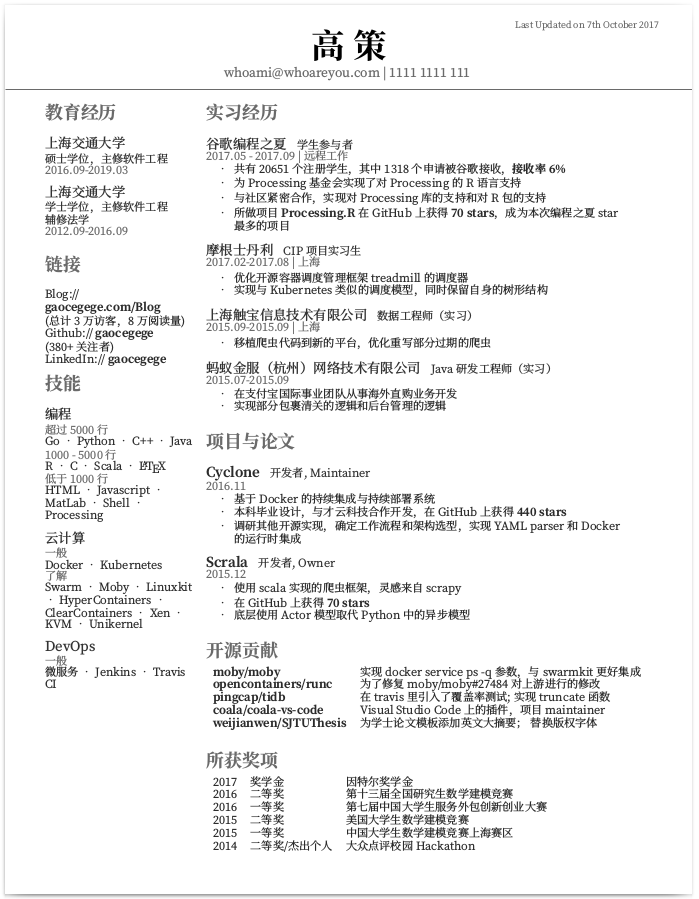 Last Updated on 7th October 2017
高 策
whoami@whoareyou.com | 1111 1111 111
教育经历
上海交通大学
硕士学位，主修软件工程
2016.09-2019.03
上海交通大学
学士学位，主修软件工程
辅修法学
2012.09-2016.09
链接
Blog://
gaocegege.com/Blog
(总计 3 万访客，8 万阅读量)
Github:// gaocegege
(380+ 关注者)
LinkedIn:// gaocegege
技能
编程
超过 5000 行
Go · Python · C++ · Java
1000 - 5000 行
R · C · Scala · LATEX
低于 1000 行
HTML · Javascript ·
MatLab · Shell ·
Processing
云计算
一般
Docker · Kubernetes
了解
Swarm · Moby · Linuxkit
· HyperContainers ·
ClearContainers · Xen ·
KVM · Unikernel
DevOps
一般
微服务 · Jenkins · Travis
CI
实习经历
谷歌编程之夏 学生参与者
2017.05 - 2017.09 | 远程工作
· 共有 20651 个注册学生，其中 1318 个申请被谷歌接收，接收率 6%
· 为 Processing 基金会实现了对 Processing 的 R 语言支持
· 与社区紧密合作，实现对 Processing 库的支持和对 R 包的支持
· 所做项目 Processing.R 在 GitHub 上获得 70 stars，成为本次编程之夏 star
最多的项目
摩根士丹利 CIP 项目实习生
2017.02-2017.08 | 上海
· 优化开源容器调度管理框架 treadmill 的调度器
· 实现与 Kubernetes 类似的调度模型，同时保留自身的树形结构
上海触宝信息技术有限公司 数据工程师（实习）
2015.09-2015.09 | 上海
· 移植爬虫代码到新的平台，优化重写部分过期的爬虫
蚂蚁金服（杭州）网络技术有限公司 Java 研发工程师（实习）
2015.07-2015.09
· 在支付宝国际事业团队从事海外直购业务开发
· 实现部分包裹清关的逻辑和后台管理的逻辑
项目与论文
Cyclone 开发者, Maintainer
2016.11
· 基于 Docker 的持续集成与持续部署系统
· 本科毕业设计，与才云科技合作开发，在 GitHub 上获得 440 stars
· 调研其他开源实现，确定工作流程和架构选型，实现 YAML parser 和 Docker
的运行时集成
Scrala 开发者, Owner
2015.12
· 使用 scala 实现的爬虫框架，灵感来自 scrapy
· 在 GitHub 上获得 70 stars
· 底层使用 Actor 模型取代 Python 中的异步模型
开源贡献
moby/moby 实现 docker service ps -q 参数，与 swarmkit 更好集成
opencontainers/runc 为了修复 moby/moby#27484 对上游进行的修改
pingcap/tidb 在 travis 里引入了覆盖率测试; 实现 truncate 函数
coala/coala-vs-code Visual Studio Code 上的插件，项目 maintainer
weijianwen/SJTUThesis 为学士论文模板添加英文大摘要； 替换版权字体
所获奖项
2017 奖学金 因特尔奖学金
2016 二等奖 第十三届全国研究生数学建模竞赛
2016 一等奖 第七届中国大学生服务外包创新创业大赛
2015 二等奖 美国大学生数学建模竞赛
2015 一等奖 中国大学生数学建模竞赛上海赛区
2014 二等奖/杰出个人 大众点评校园 Hackathon